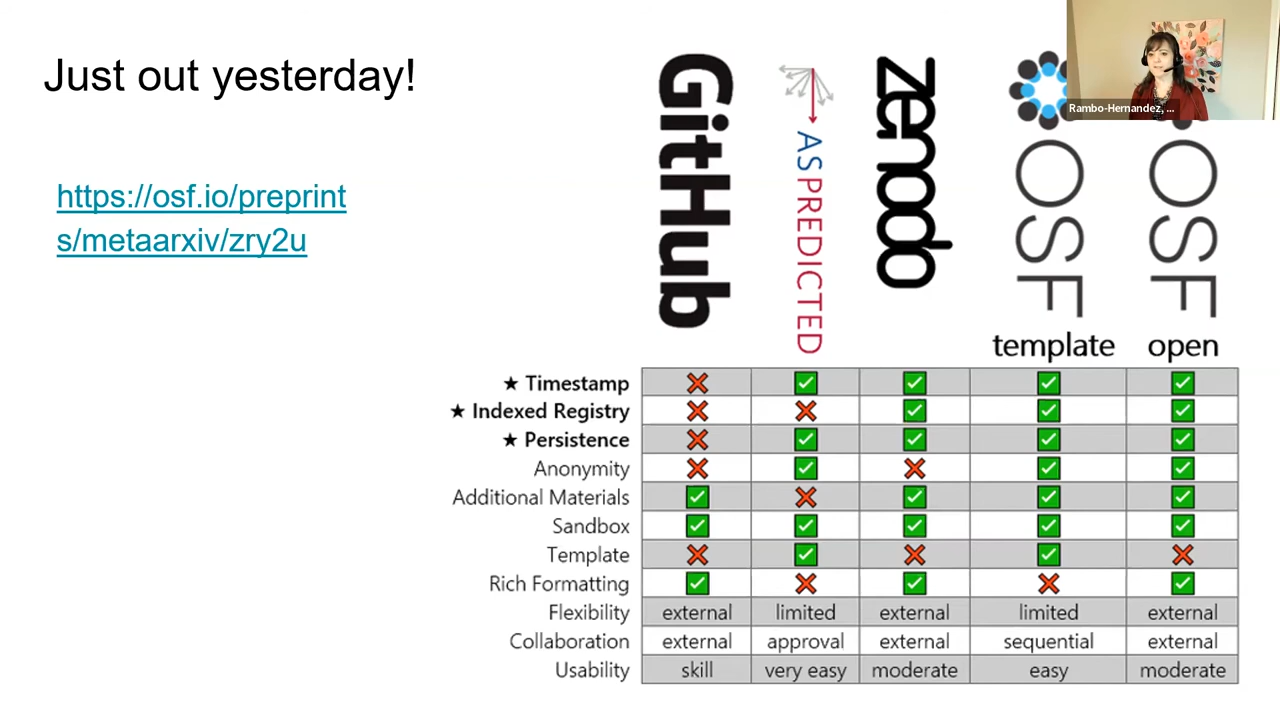 Just out yesterday!
https://osf.io/preprint
s/metaarxiv/zry2u
Rambo-Hernandez, ...
GitHub
ASPREDICTED
zenodo
OSF
template
OSF
open
★ Timestamp
★ Indexed Registry
★ Persistence
Anonymity
Additional Materials
Sandbox
Template
Rich Formatting
Flexibility external limited external limited external
Collaboration external approval external sequential external
Usability skill very easy moderate easy moderate